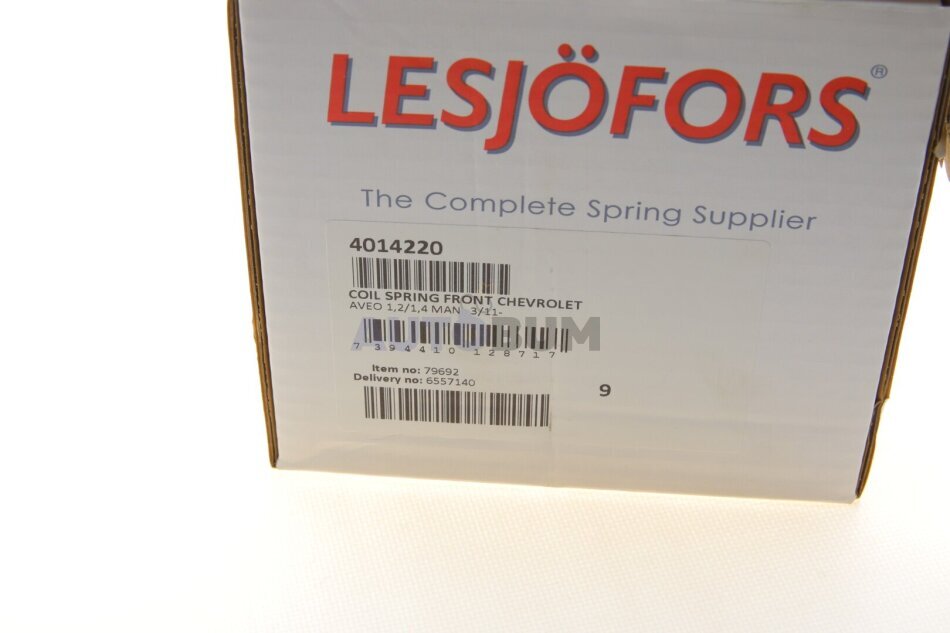 LESJÖFORS®
The Complete Spring Supplier
4014220
COIL SPRING FRONT CHEVROLET
AVEO 1,2/1,4 MAN 3/11-
AUTOBUM
7 394410 128717
Item no: 79692
Delivery no: 6557140
9